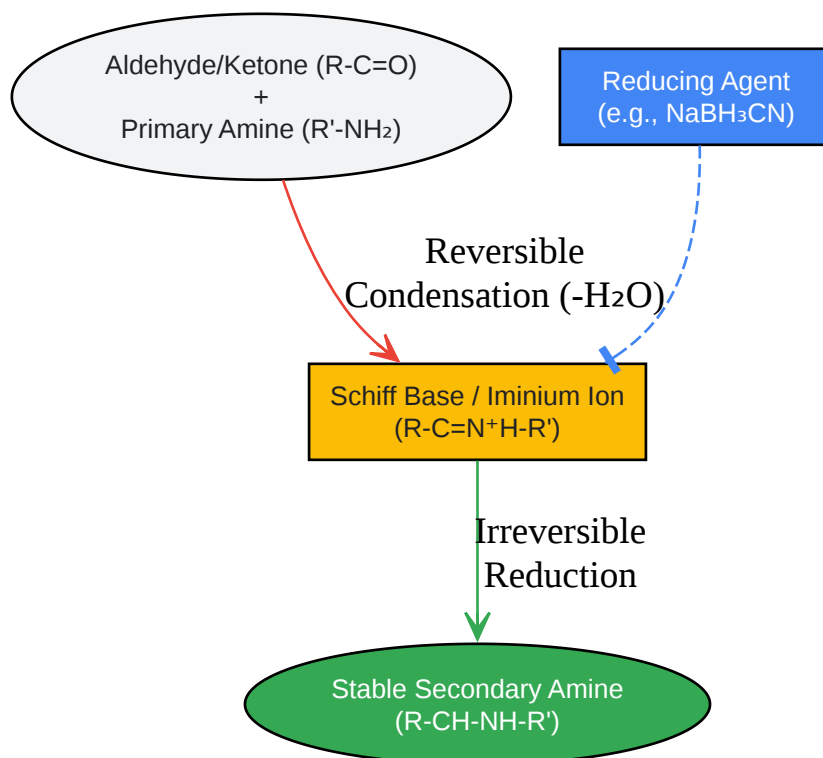 Aldehyde/Ketone (R-C=O)
+
Primary Amine (R'-NH₂)
Reducing Agent
(e.g., NaBH₃CN)
Reversible
Condensation (-H₂O)
Schiff Base / Iminium Ion
(R-C=N⁺H-R')
Irreversible
Reduction
Stable Secondary Amine
(R-CH-NH-R')